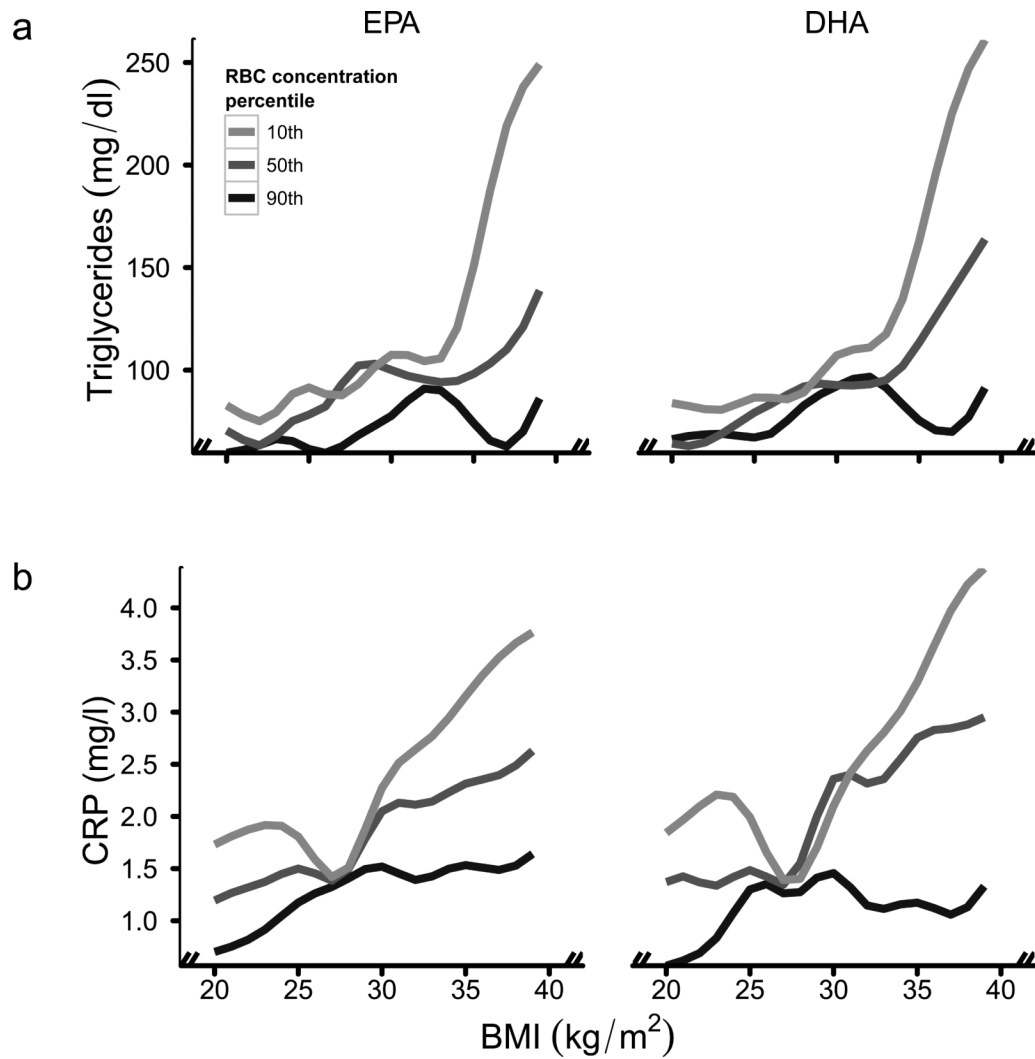 a
EPA
DHA
Triglycerides (mg/dl)
250
200
150
100
RBC concentration
percentile
10th
50th
90th
b
CRP (mg/l)
4.0
3.5
3.0
2.5
2.0
1.5
1.0
20 25 30 35 40
20 25 30 35 40
BMI (kg/m²)